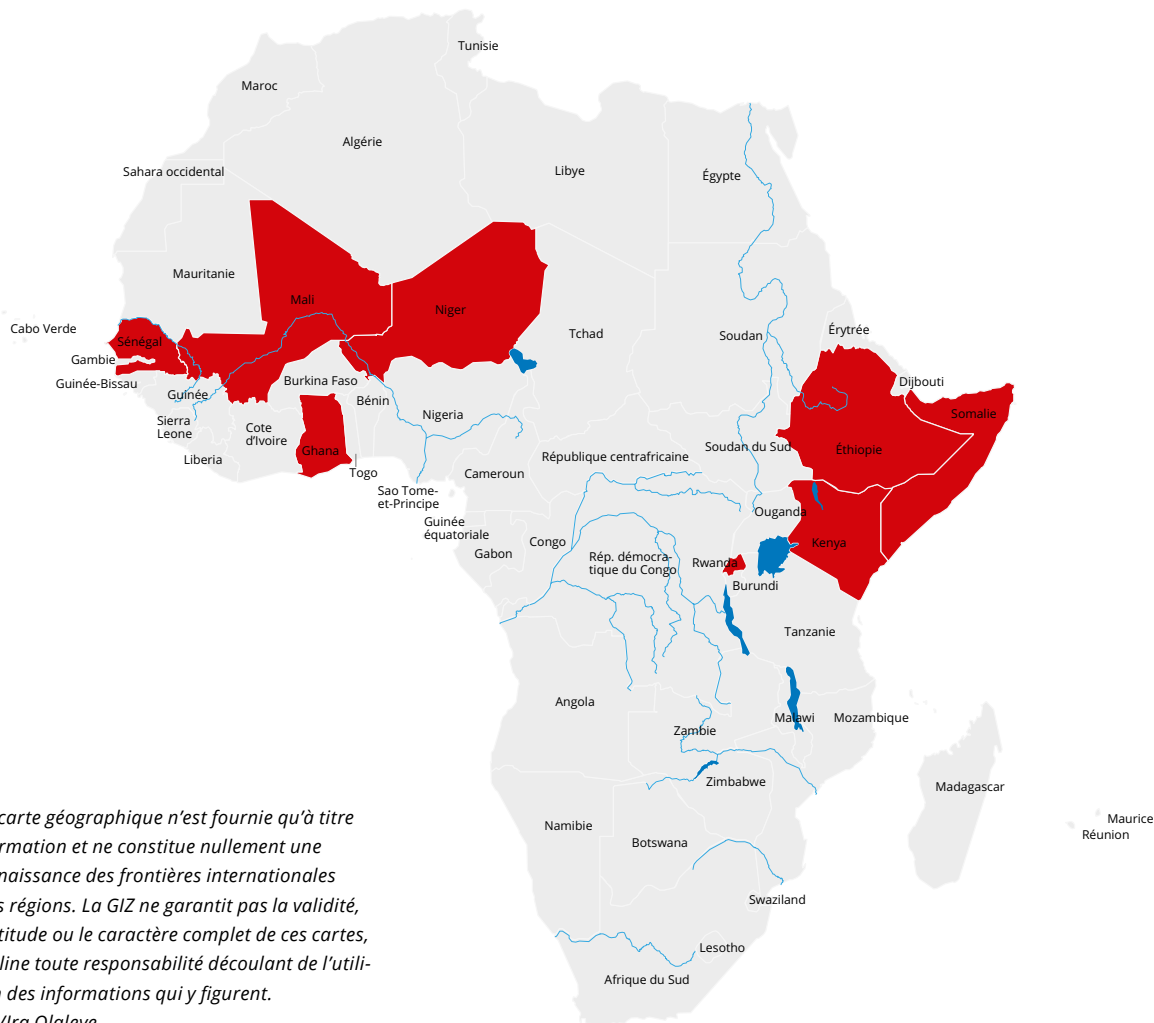 Tunisie
Maroc
Algérie
Sahara occidental
Libye
Égypte
Mauritanie
Mali
Niger
Cabo Verde
Sénégal
Tchad
Soudan
Érytrée
Gambie
Guinée-Bissau
Guinée
Burkina Faso
Djibouti
Bénin
Nigeria
Somalie
Sierra
Leone
Cote
d’Ivoire
Ghana
Liberia
Togo
Soudan du Sud
Éthiopie
République centrafricaine
Cameroun
Sao Tome-
et-Principe
Guinée
équatoriale
Ouganda
Congo
Gabon
Kenya
Rép. démocra-
tique du Congo
Rwanda
Burundi
Tanzanie
Angola
Malawi
Mozambique
Zambie
Zimbabwe
Madagascar
Maurice
Réunion
Namibie
Botswana
Swaziland
Lesotho
Afrique du Sud
carte géographique n’est fournie qu’à titre
rmation et ne constitue nullement une
naissance des frontières internationales
s régions. La GIZ ne garantit pas la validité,
titude ou le caractère complet de ces cartes,
line toute responsabilité découlant de l’utili-
n des informations qui y figurent.
/Ira Olaleye